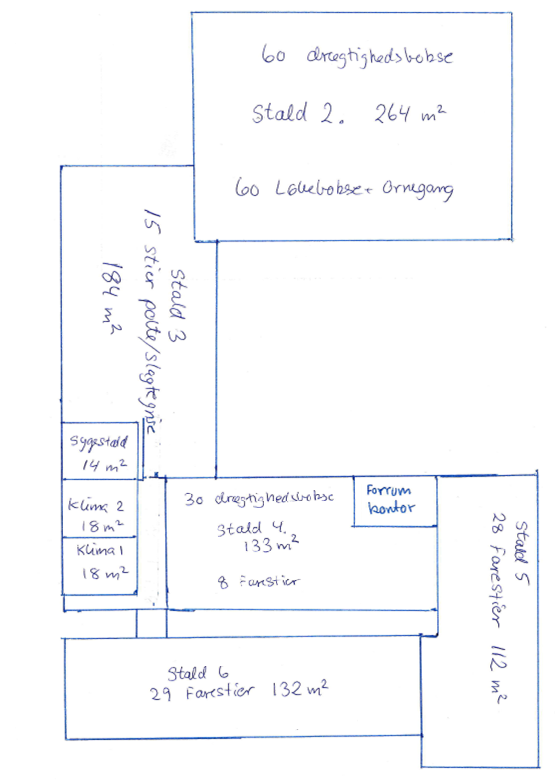 60 drægtighedsbokse
Stald 2. 264 m²
60 Løbebokse + Ornegang
Stald 3
15 stier polte/slagtegrise
184 m²
Sygestald
14 m²
Klima 2
18 m²
Klima 1
18 m²
30 drægtighedsbokse
Stald 4.
133 m²
8 Farestier
Forrum
kontor
Stald 5
28 Farestier 112 m²
Stald 6
29 Farestier 132 m²